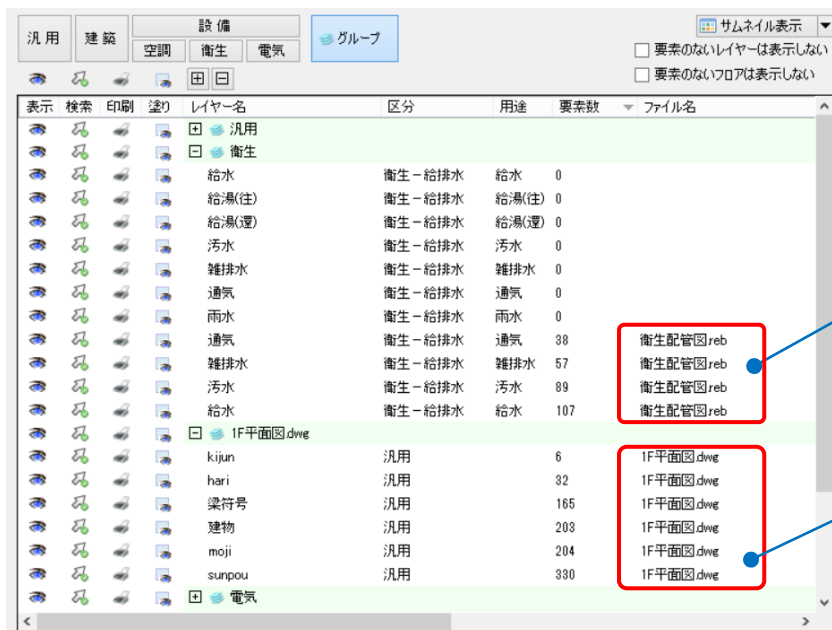 汎用 建築 設備 グループ サムネイル表示
空調 衛生 電気 要素のないレイヤーは表示しない
要素のないフロアは表示しない
表示 検索 印刷 塗り レイヤー名 区分 用途 要素数 ファイル名
汎用
衛生
給水 衛生－給排水 給水 0
給湯(往) 衛生－給排水 給湯(往) 0
給湯(還) 衛生－給排水 給湯(還) 0
汚水 衛生－給排水 汚水 0
雑排水 衛生－給排水 雑排水 0
通気 衛生－給排水 通気 0
雨水 衛生－給排水 雨水 0
通気 衛生－給排水 通気 38 衛生配管図.reb
雑排水 衛生－給排水 雑排水 57 衛生配管図.reb
汚水 衛生－給排水 汚水 89 衛生配管図.reb
給水 衛生－給排水 給水 107 衛生配管図.reb
1F平面図.dwg
kijun 汎用 6 1F平面図.dwg
hari 汎用 32 1F平面図.dwg
梁符号 汎用 165 1F平面図.dwg
建物 汎用 203 1F平面図.dwg
moji 汎用 204 1F平面図.dwg
sunpou 汎用 330 1F平面図.dwg
電気